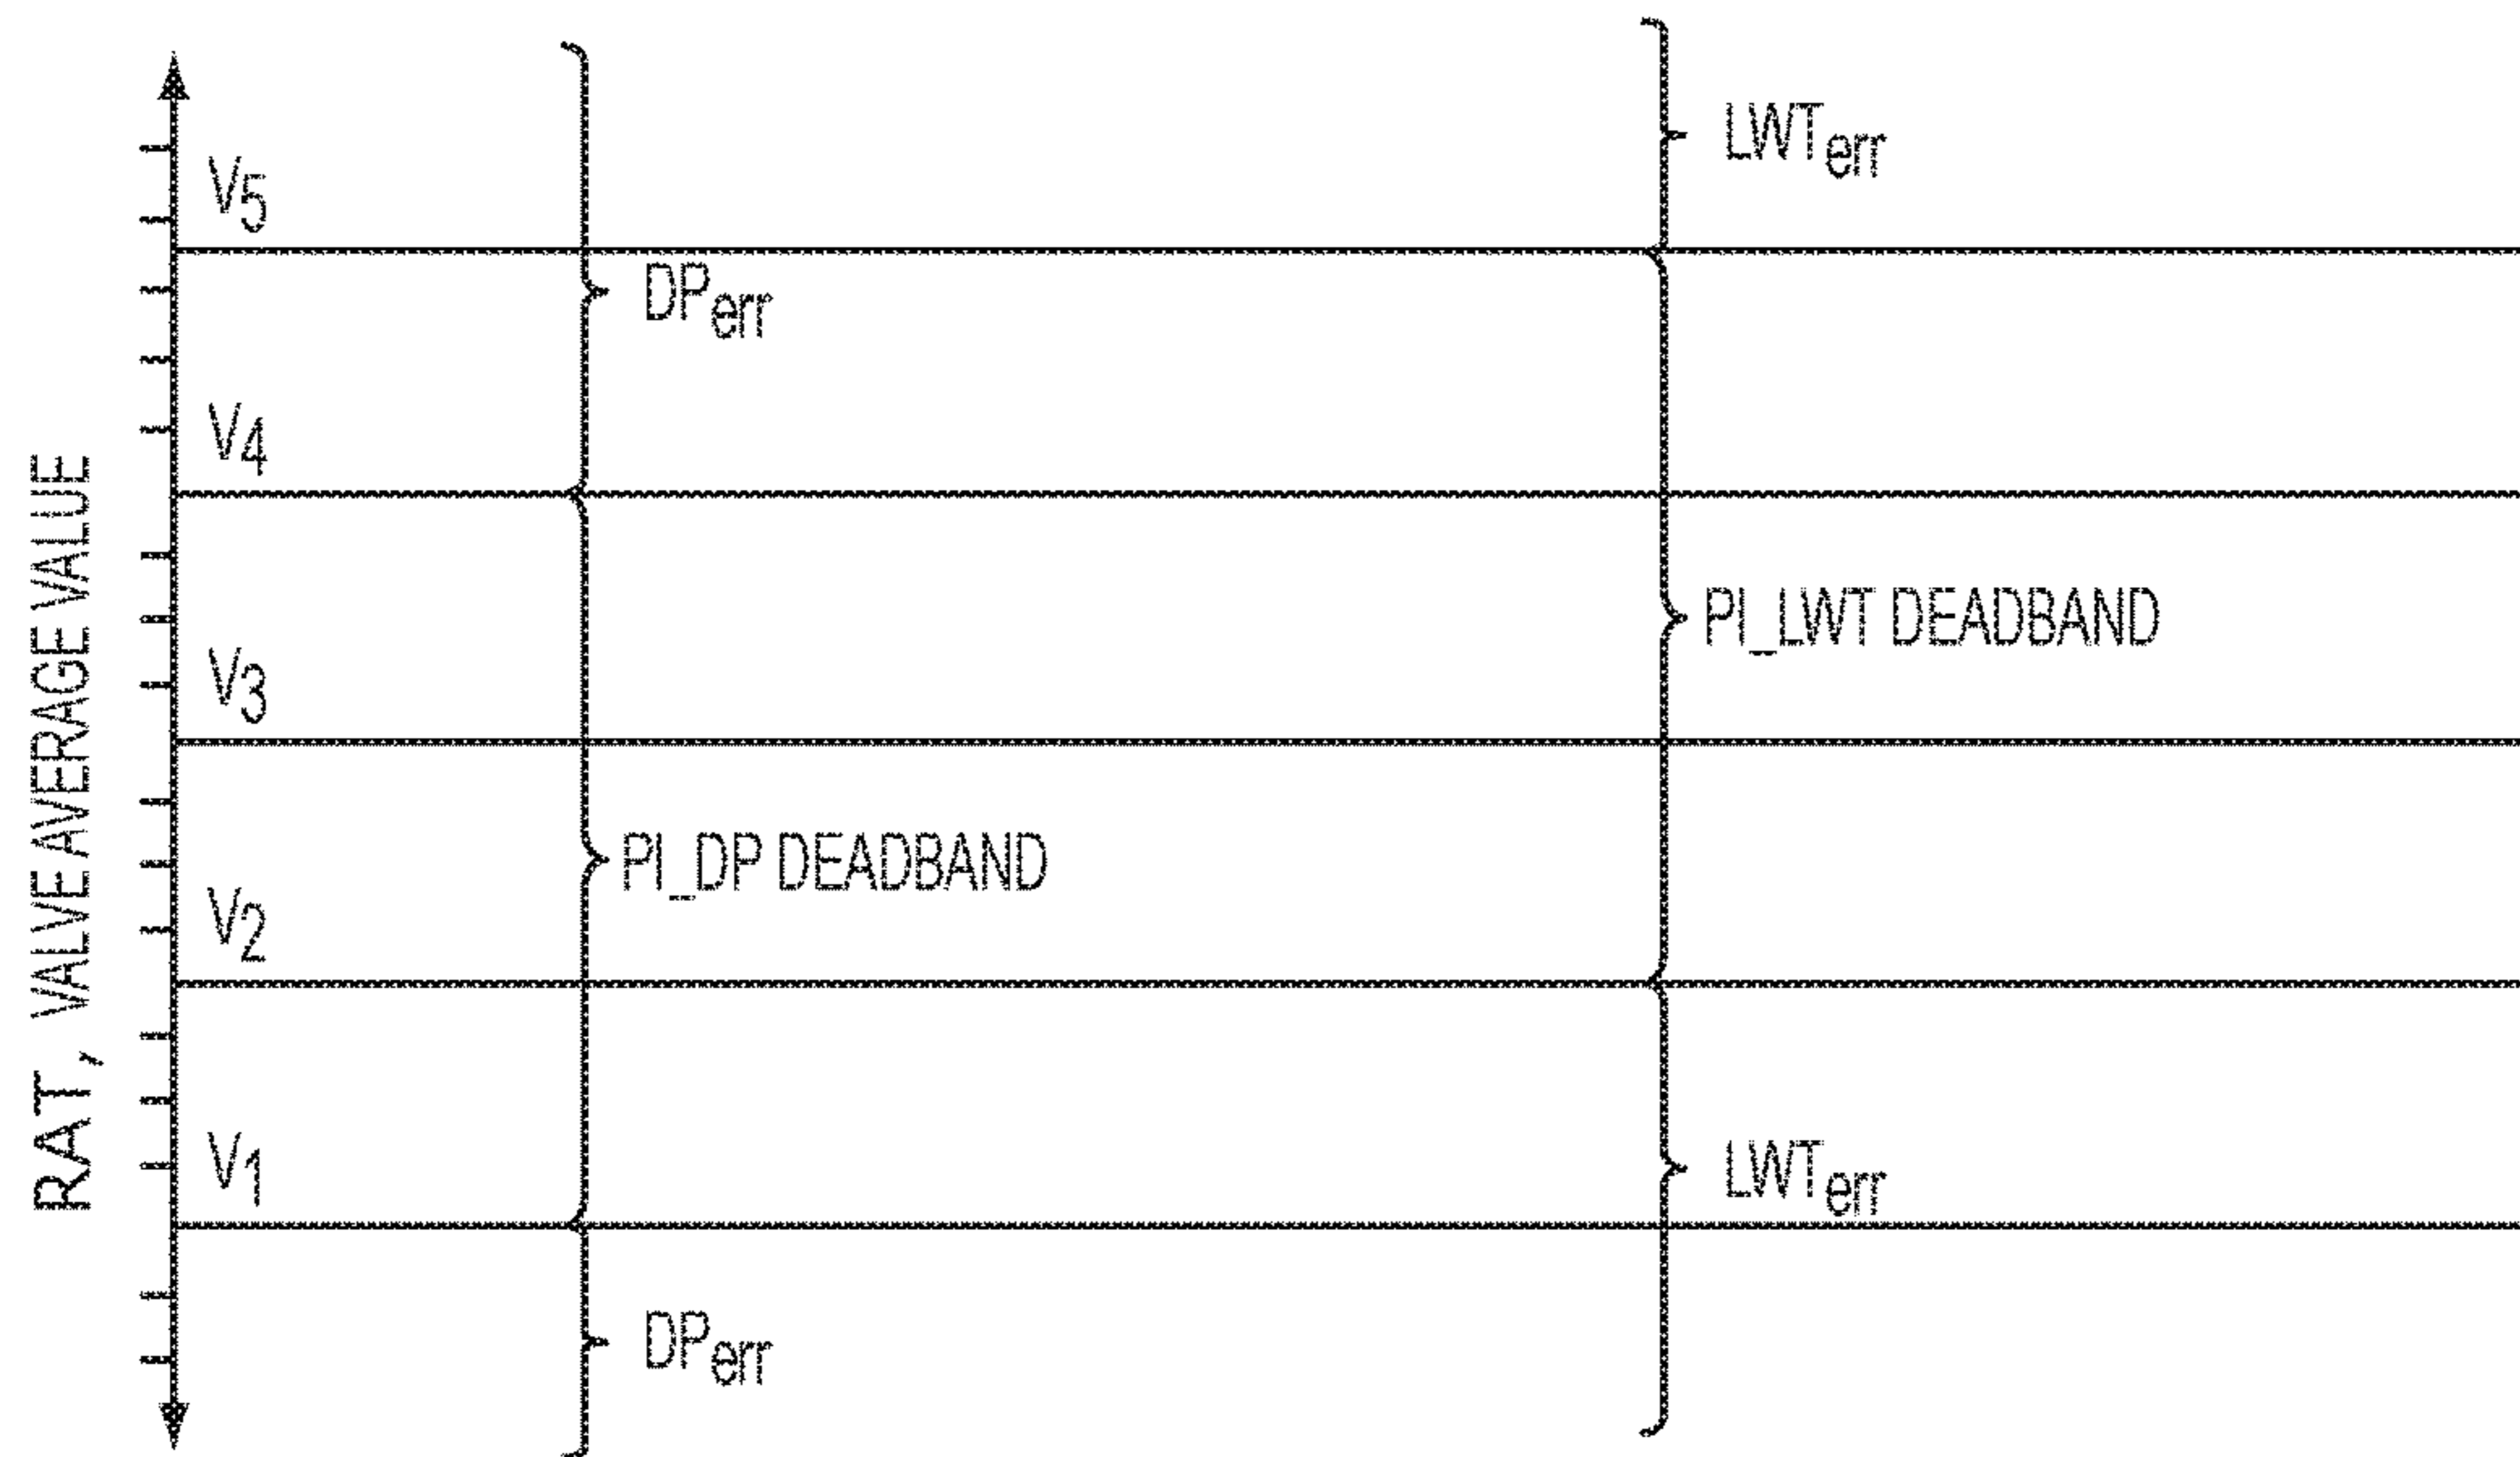 RAT, VALVE AVERAGE VALUE
V5
V4
V3
V2
V1
DPerr
PI_DP DEADBAND
DPerr
LWTerr
PI_LWT DEADBAND
LWTerr